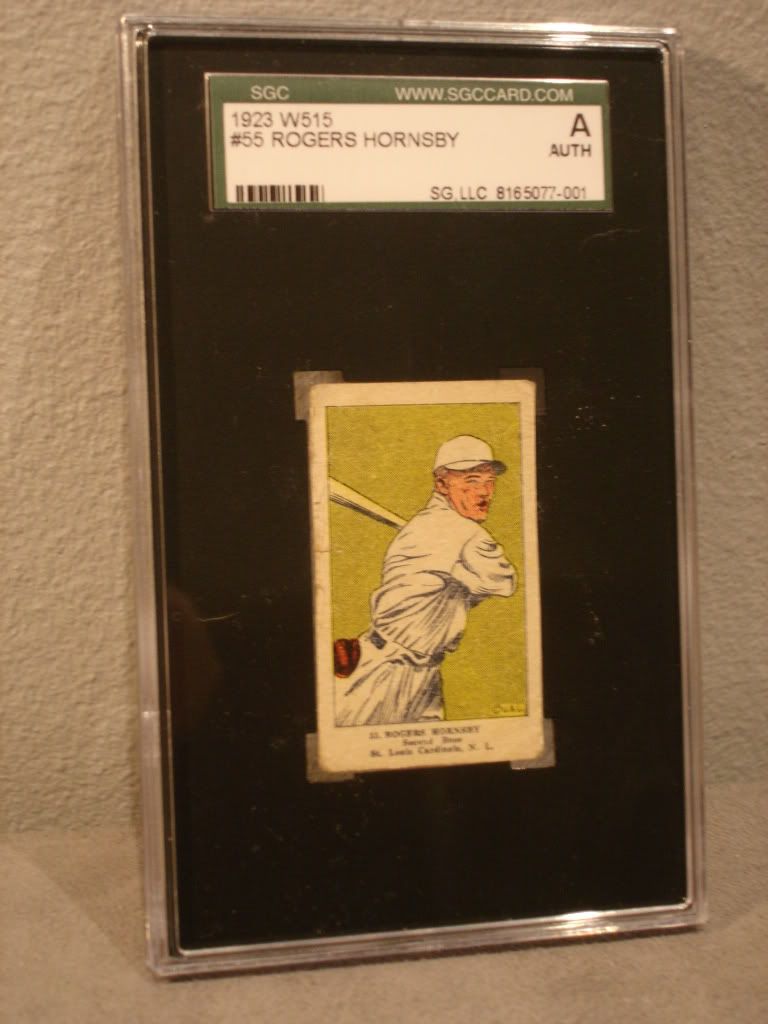 SGC WWW.SGCCARD.COM
1923 W515
#55 ROGERS HORNSBY
A
AUTH
SG, LLC 8165077-001
55. ROGERS HORNSBY
Second Base
St. Louis Cardinals, N. L.